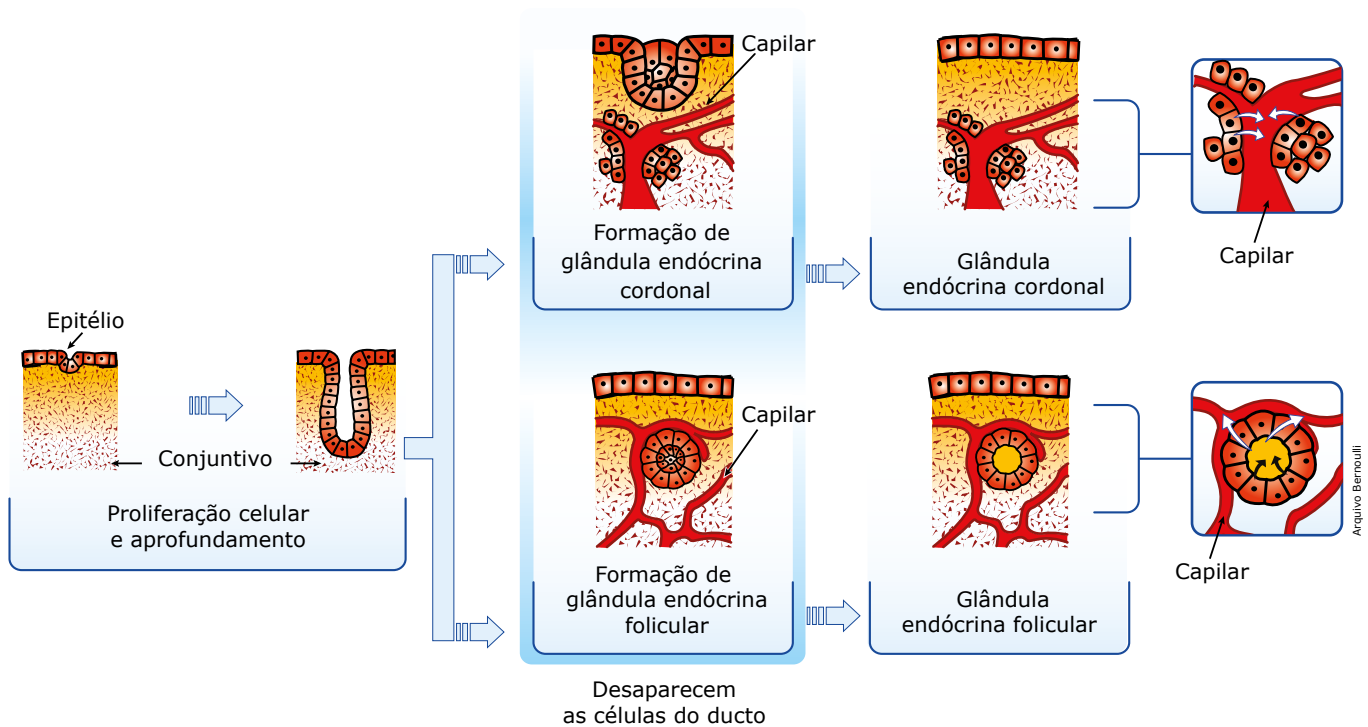 Epitélio
Conjuntivo
Proliferação celular
e aprofundamento
Capilar
Formação de
glândula endócrina
cordonal
Glândula
endócrina cordonal
Capilar
Capilar
Formação de
glândula endócrina
folicular
Glândula
endócrina folicular
Capilar
Desaparecem
as células do ducto
Arquivo Bernoulli